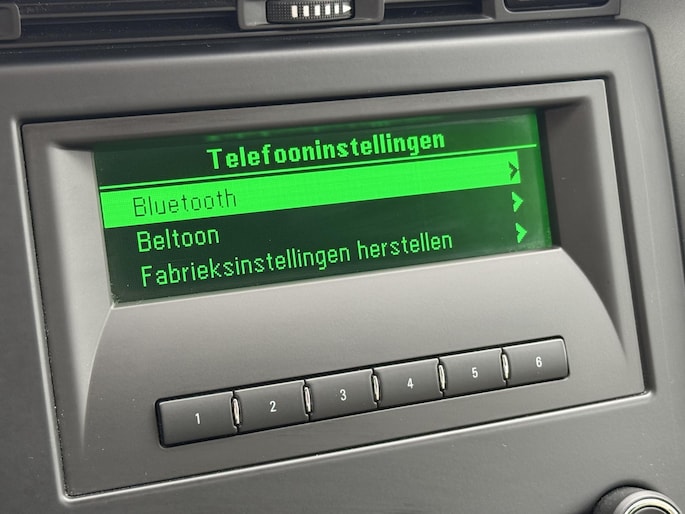 Telefooninstellingen
Bluetooth
Beltoon
Fabrieksinstellingen herstellen
1 2 3 4 5 6